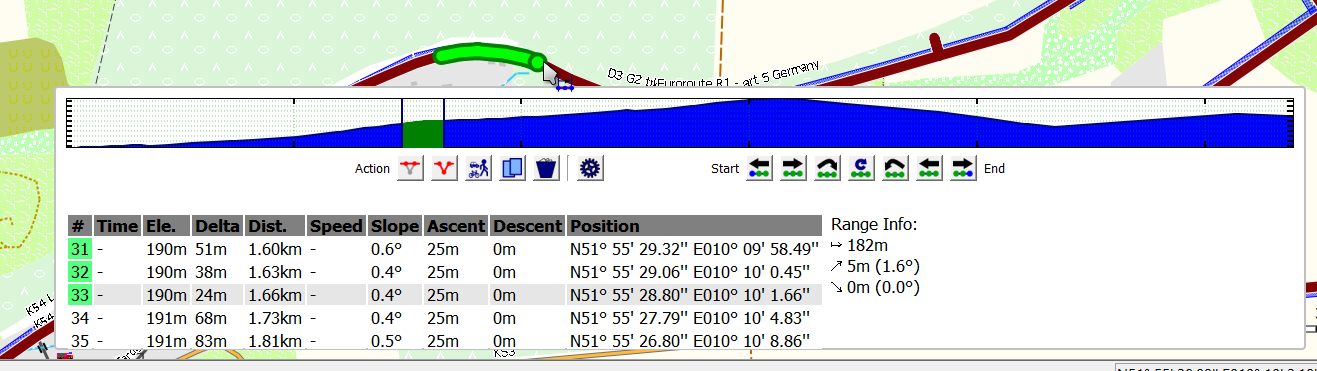 D3 G2
Euroroute R1 - art 5 Germany
Action Start End
# Time Ele. Delta Dist. Speed Slope Ascent Descent Position
31 - 190m 51m 1.60km - 0.6° 25m 0m N51° 55' 29.32" E010° 09' 58.49"
32 - 190m 38m 1.63km - 0.4° 25m 0m N51° 55' 29.06" E010° 10' 0.45"
33 - 190m 24m 1.66km - 0.4° 25m 0m N51° 55' 28.80" E010° 10' 1.66"
34 - 191m 68m 1.73km - 0.4° 25m 0m N51° 55' 27.79" E010° 10' 4.83"
35 - 191m 83m 1.81km - 0.5° 25m 0m N51° 55' 26.80" E010° 10' 8.86"
Range Info:
182m
5m (1.6°)
0m (0.0°)
K54 L
K54
K53